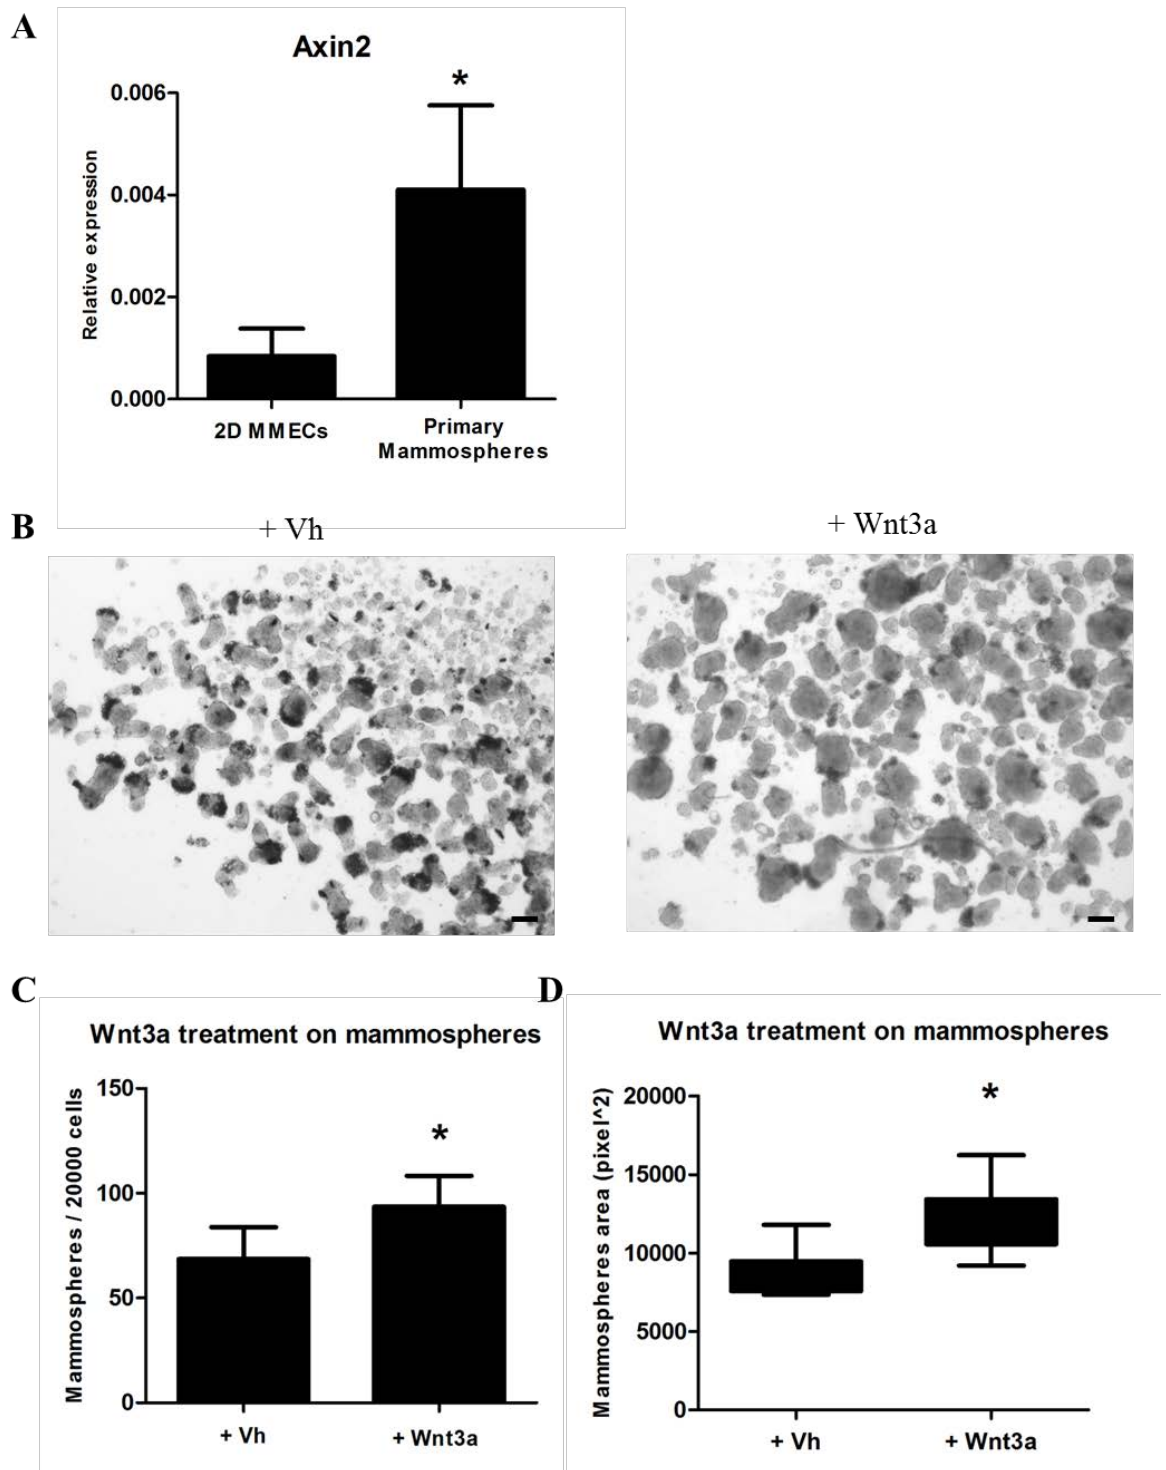 A
Axin2
*
0.006
0.004
0.002
0.000
Relative expression
2D MMECs
Primary
Mammospheres
B
+ Vh
+ Wnt3a
C
Wnt3a treatment on mammospheres
150
100
50
0
Mammospheres / 20000 cells
*
+ Vh
+ Wnt3a
D
Wnt3a treatment on mammospheres
20000
15000
10000
5000
0
Mammospheres area (pixel^2)
*
+ Vh
+ Wnt3a